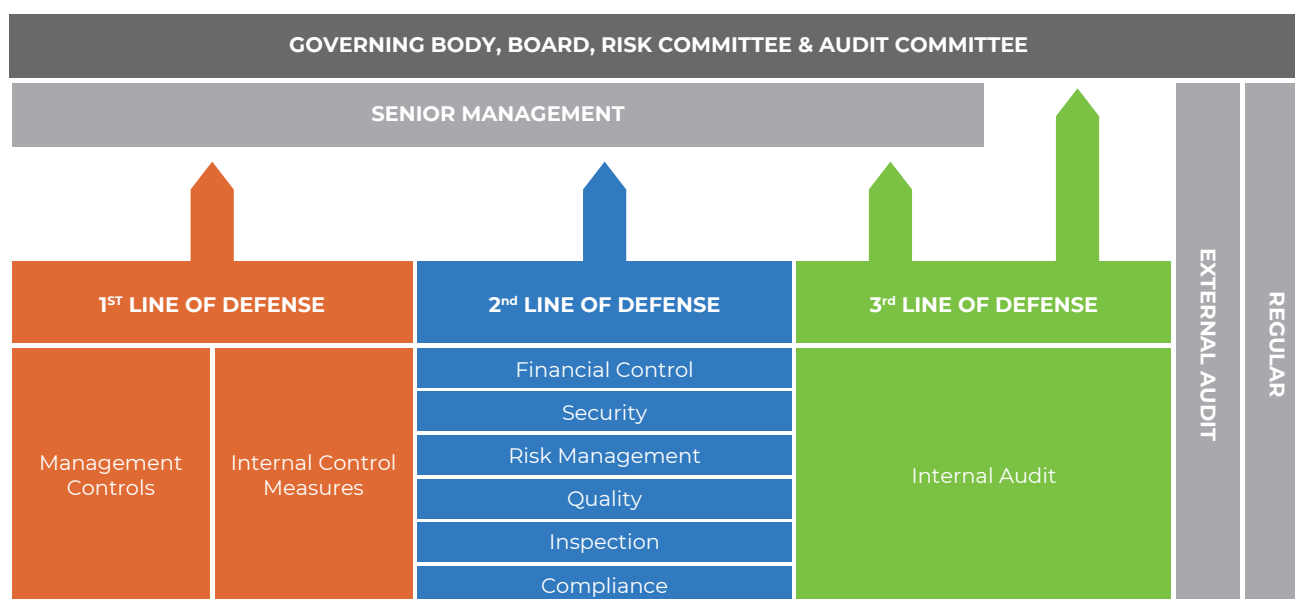 GOVERNING BODY, BOARD, RISK COMMITTEE & AUDIT COMMITTEE
SENIOR MANAGEMENT
1ST LINE OF DEFENSE
2nd LINE OF DEFENSE
3rd LINE OF DEFENSE
Management
Controls
Internal Control
Measures
Financial Control
Security
Risk Management
Quality
Inspection
Compliance
Internal Audit
EXTERNAL AUDIT
REGULAR